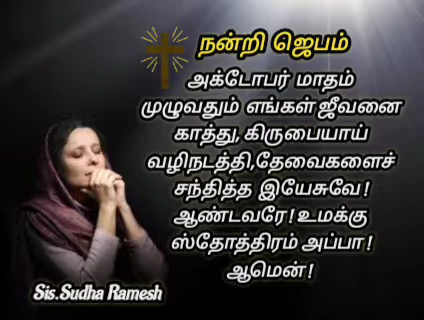 நன்றி ஜெபம்
அக்டோபர் மாதம்
முழுவதும் எங்கள் ஜீவனை
காத்து, கிருபையாய்
வழிநடத்தி,தேவைகளைச்
சந்தித்த இயேசுவே!
ஆண்டவரே! உமக்கு
ஸ்தோத்திரம் அப்பா!
ஆமென்!
Sis.Sudha Ramesh